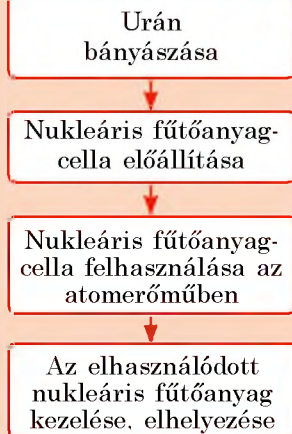 Urán
bányászása
Nukleáris fűtőanyag-
cella előállítása
Nukleáris fűtőanyag-
cella felhasználása az
atomerőműben
Az elhasználódott
nukleáris fűtőanyag
kezelése, elhelyezése